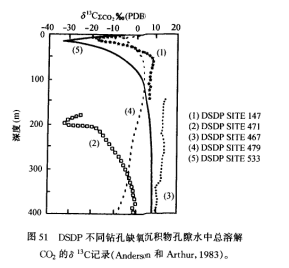 δ¹³CΣCO₂‰(PDB)
-30 -20 -10 0 10 20
0
100
200
300
400
深度(m)
(1)
(5)
(4)
(2)
(3)
(1) DSDP SITE 147
(2) DSDP SITE 471
(3) DSDP SITE 467
(4) DSDP SITE 479
(5) DSDP SITE 533
图 51 DSDP 不同钻孔缺氧沉积物孔隙水中总溶解
CO₂ 的 δ ¹³C记录(Anderson 和 Arthur, 1983)。